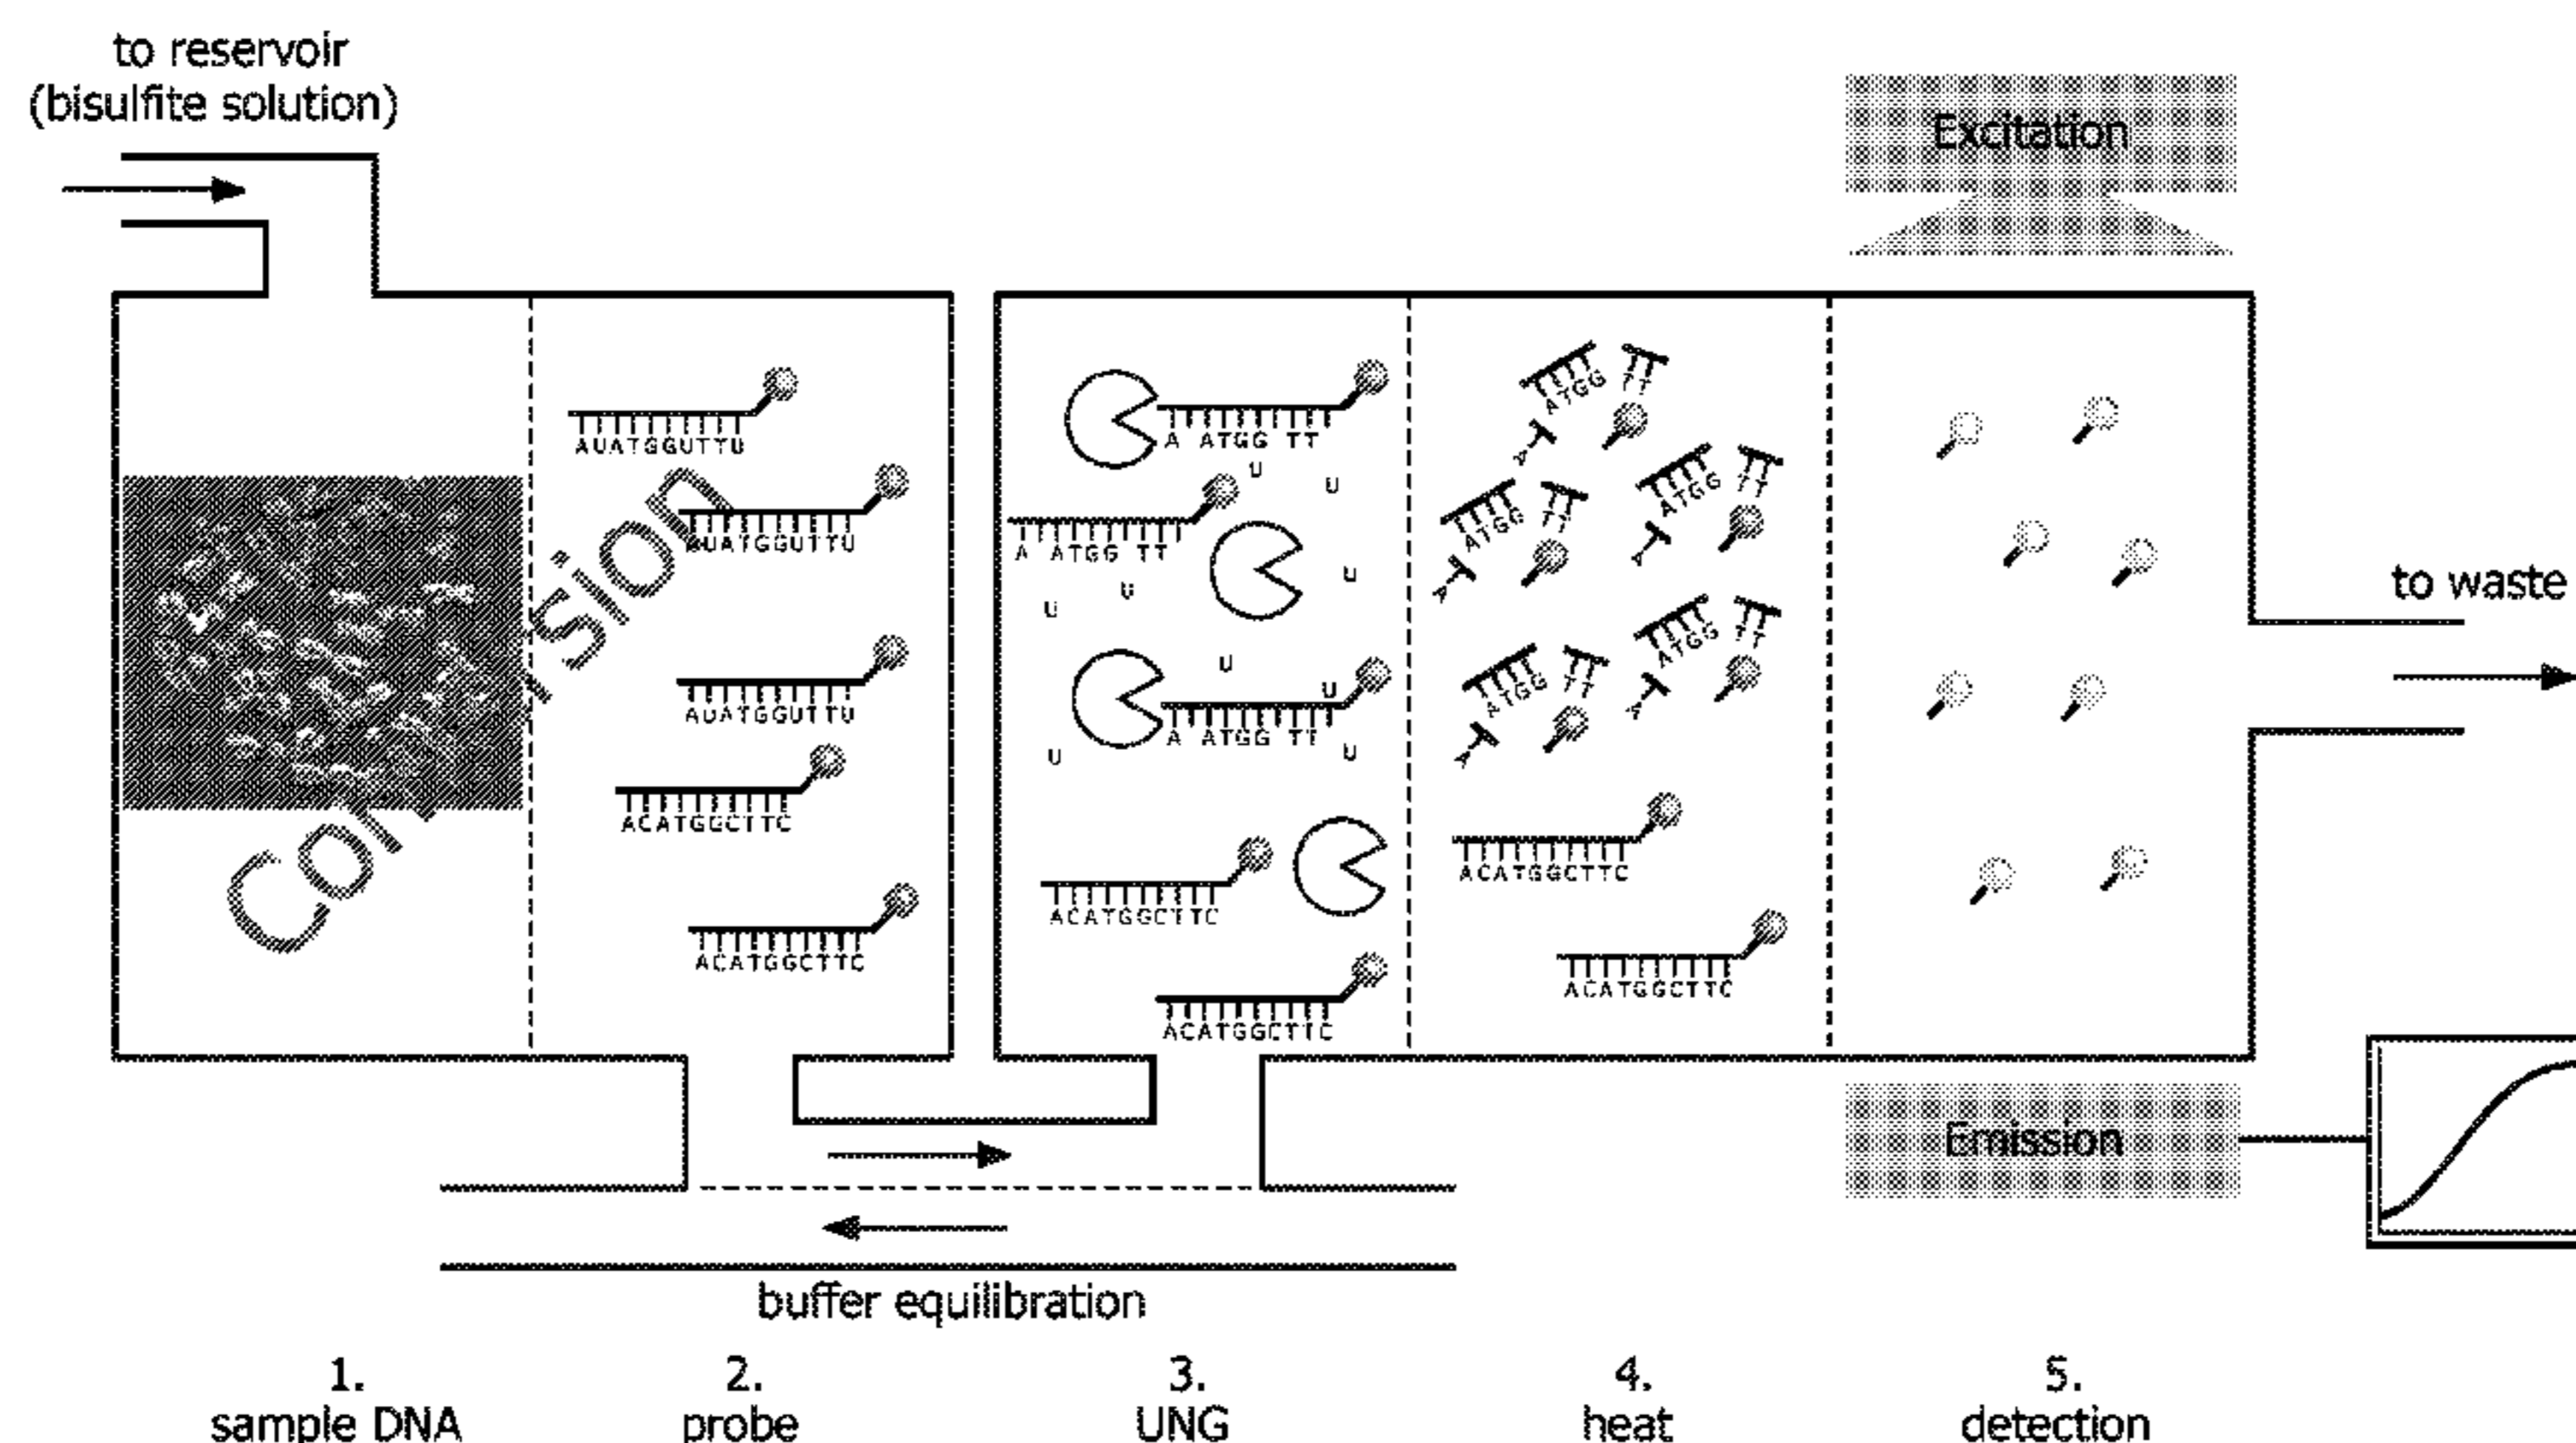 to reservoir
(bisulfite solution)
Excitation
AUATGGUTTU
AUATGGUTTU
AUATGGUTTU
ACATGGCTTC
ACATGGCTTC
A ATGG TT
U
U
A ATGG TT
U
U
U
U
U
A ATGG TT
U
U
ACATGGCTTC
ACATGGCTTC
ATGG
TT
A
ATGG
TT
A
ATGG
TT
A
ATGG
TT
A
ATGG
TT
A
ACATGGCTTC
ACATGGCTTC
to waste
Emission
buffer equilibration
1.
sample DNA
2.
probe
3.
UNG
4.
heat
5.
detection